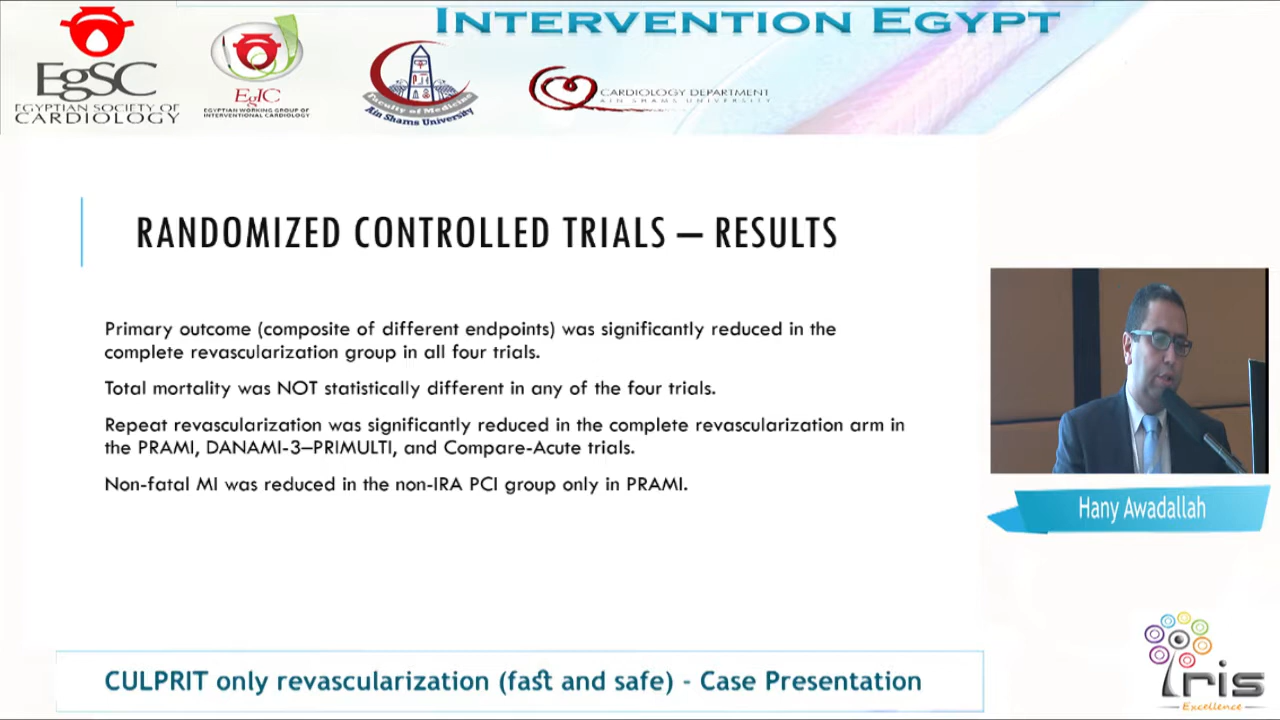 INTERVENTION EGYPT
EgSC
EGYPTIAN SOCIETY OF
CARDIOLOGY
EgIC
EGYPTIAN WORKING GROUP OF
INTERVENTIONAL CARDIOLOGY
Faculty of Medicine
Ain Shams University
CARDIOLOGY DEPARTMENT
AIN SHAMS UNIVERSITY
RANDOMIZED CONTROLLED TRIALS – RESULTS
Primary outcome (composite of different endpoints) was significantly reduced in the
complete revascularization group in all four trials.
Total mortality was NOT statistically different in any of the four trials.
Repeat revascularization was significantly reduced in the complete revascularization arm in
the PRAMI, DANAMI-3–PRIMULTI, and Compare-Acute trials.
Non-fatal MI was reduced in the non-IRA PCI group only in PRAMI.
Hany Awadallah
CULPRIT only revascularization (fast and safe) - Case Presentation
Iris
Excellence